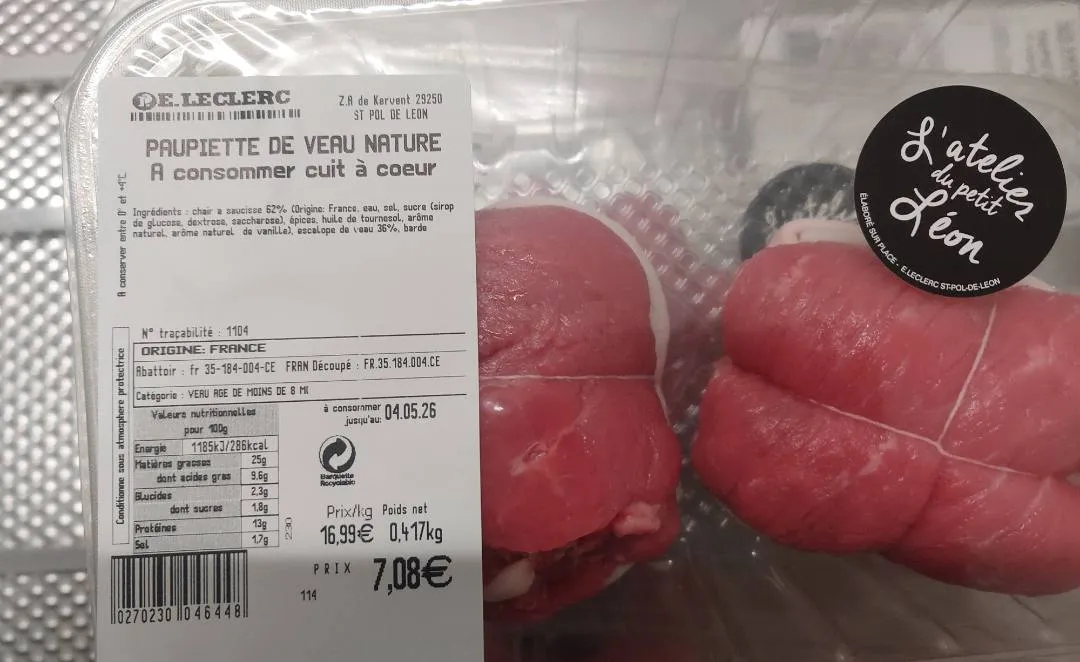 E.LECLERC
Z.A de Kervent 29250
ST POL DE LEON
PAUPIETTE DE VEAU NATURE
A consommer cuit à coeur
A conserver entre 0° et +4°C
Ingrédients : chair a saucisse 62% (Origine: France, eau, sel, sucre (sirop
de glucose, dextrose, saccharose), épices, huile de tournesol, arôme
naturel, arôme naturel de vanille), escalope de veau 36%, barde
N° traçabilité : 1104
ORIGINE: FRANCE
Abattoir : fr 35-184-004-CE FRAN Découpé : FR.35.184.004.CE
Catégorie : VEAU AGE DE MOINS DE 8 MI
Conditionne sous atmosphere protectrice
Valeurs nutritionnelles
pour 100g
Energie 1185kJ/286kcal
Matières grasses 25g
dont acides gras 9.6g
Glucides 2.3g
dont sucres 1.8g
Protéines 13g
Sel 1.7g
à consommer
jusqu'au: 04.05.26
Barquette
Recyclable
230
Prix/kg Poids net
16,99€ 0,417kg
PRIX 7,08€
114
0270230 046448
L'atelier
du petit
Léon
ÉLABORÉ SUR PLACE - E.LECLERC ST-POL-DE-LEON